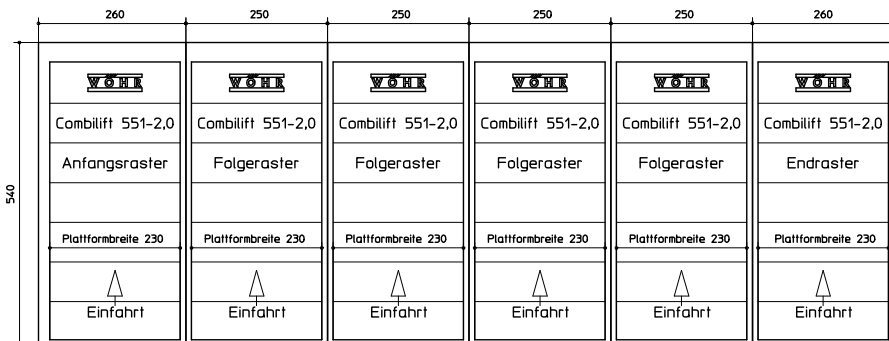 260 250 250 250 250 260
540
WÖHR WÖHR WÖHR WÖHR WÖHR WÖHR
Combilift 551-2,0 Combilift 551-2,0 Combilift 551-2,0 Combilift 551-2,0 Combilift 551-2,0 Combilift 551-2,0
Anfangsraster Folgeraster Folgeraster Folgeraster Folgeraster Endraster
Plattformbreite 230 Plattformbreite 230 Plattformbreite 230 Plattformbreite 230 Plattformbreite 230 Plattformbreite 230
Einfahrt Einfahrt Einfahrt Einfahrt Einfahrt Einfahrt